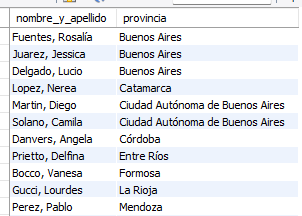 nombre_y_apellido provincia
Fuentes, Rosalía Buenos Aires
Juarez, Jessica Buenos Aires
Delgado, Lucio Buenos Aires
Lopez, Nerea Catamarca
Martin, Diego Ciudad Autónoma de Buenos Aires
Solano, Camila Ciudad Autónoma de Buenos Aires
Danvers, Angela Córdoba
Prietto, Delfina Entre Ríos
Bocco, Vanesa Formosa
Gucci, Lourdes La Rioja
Perez, Pablo Mendoza